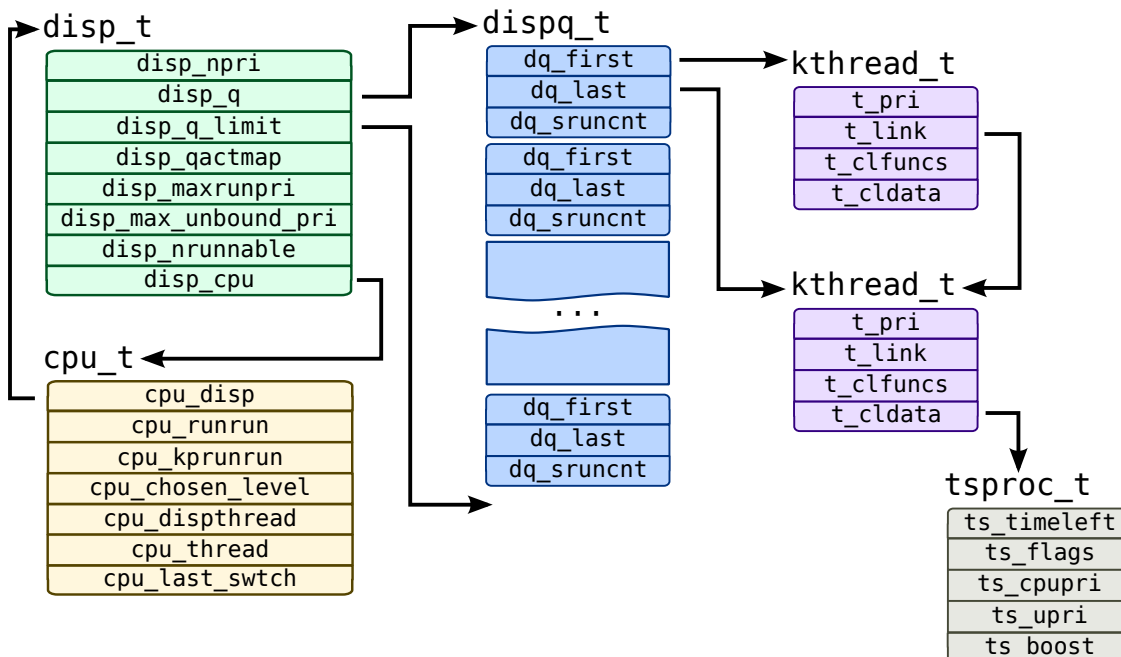 disp_t
disp_npri
disp_q
disp_q_limit
disp_qactmap
disp_maxrunpri
disp_max_unbound_pri
disp_nrunnable
disp_cpu
cpu_t
cpu_disp
cpu_runrun
cpu_kprunrun
cpu_chosen_level
cpu_dispthread
cpu_thread
cpu_last_swtch
dispq_t
dq_first
dq_last
dq_sruncnt
dq_first
dq_last
dq_sruncnt
...
dq_first
dq_last
dq_sruncnt
kthread_t
t_pri
t_link
t_clfuncs
t_cldata
kthread_t
t_pri
t_link
t_clfuncs
t_cldata
tsproc_t
ts_timeleft
ts_flags
ts_cpupri
ts_upri
ts_boost